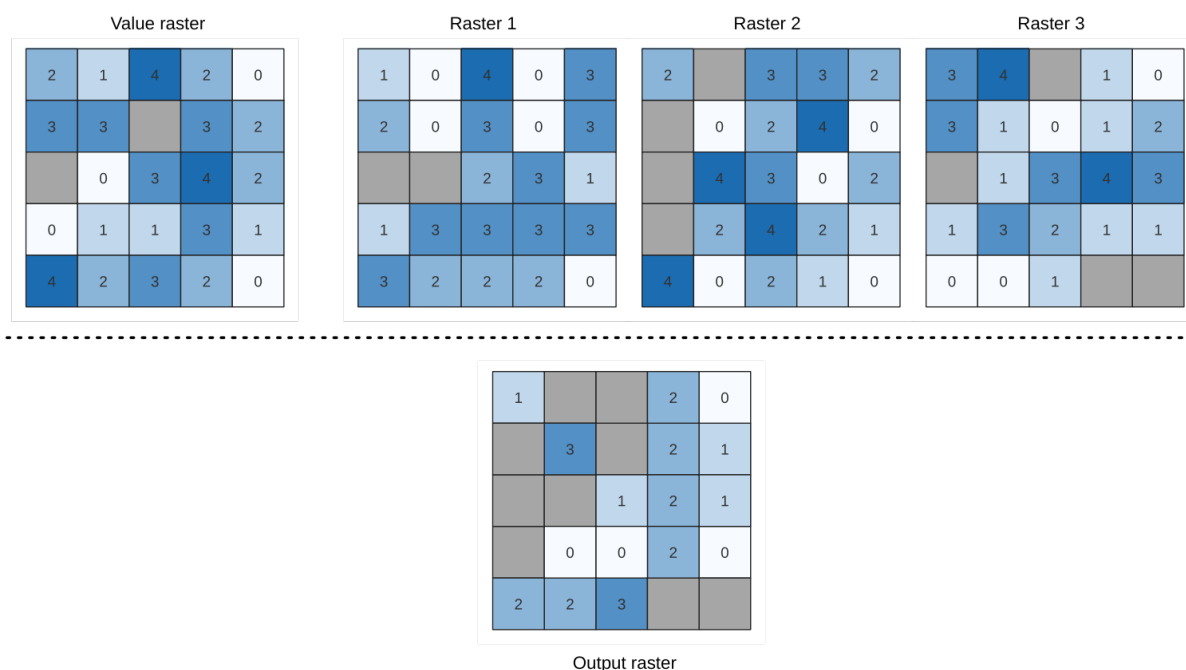 Value raster Raster 1 Raster 2 Raster 3
2 1 4 2 0 1 0 4 0 3 2 3 3 2 3 4 1 0
3 3 3 2 2 0 3 0 3 0 2 4 0 3 1 0 1 2
0 3 4 2 2 3 1 4 3 0 2 1 3 4 3
0 1 1 3 1 1 3 3 3 3 2 4 2 1 1 3 2 1 1
4 2 3 2 0 3 2 2 2 0 4 0 2 1 0 0 0 1
1 2 0
3 2 1
1 2 1
0 0 2 0
2 2 3
Output raster